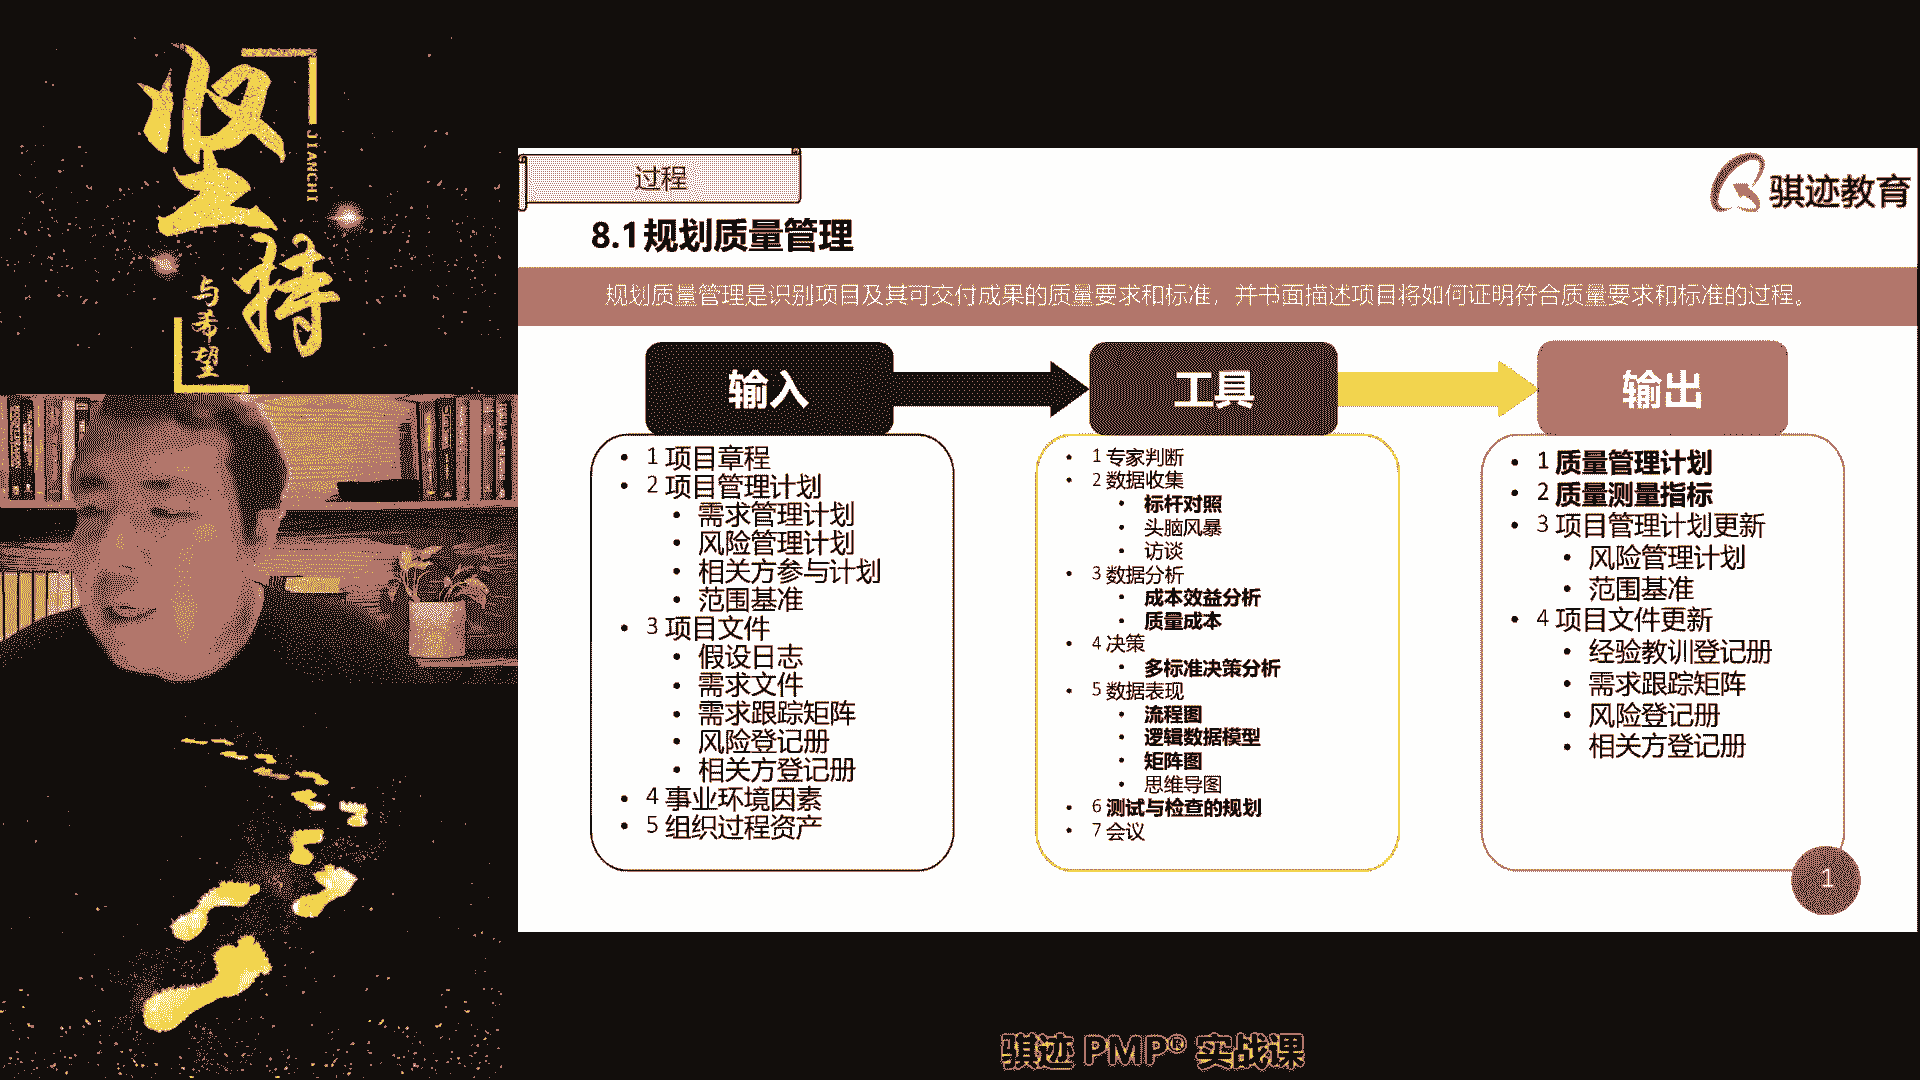 坚持
JIANCHI
与希望
过程
骐迹教育
8.1规划质量管理
规划质量管理是识别项目及其可交付成果的质量要求和标准，并书面描述项目将如何证明符合质量要求和标准的过程。
输入
• 1 项目章程
• 2 项目管理计划
• 需求管理计划
• 风险管理计划
• 相关方参与计划
• 范围基准
• 3 项目文件
• 假设日志
• 需求文件
• 需求跟踪矩阵
• 风险登记册
• 相关方登记册
• 4 事业环境因素
• 5 组织过程资产
工具
• 1 专家判断
• 2 数据收集
• 标杆对照
• 头脑风暴
• 访谈
• 3 数据分析
• 成本效益分析
• 质量成本
• 4 决策
• 多标准决策分析
• 5 数据表现
• 流程图
• 逻辑数据模型
• 矩阵图
• 思维导图
• 6 测试与检查的规划
• 7 会议
输出
• 1 质量管理计划
• 2 质量测量指标
• 3 项目管理计划更新
• 风险管理计划
• 范围基准
• 4 项目文件更新
• 经验教训登记册
• 需求跟踪矩阵
• 风险登记册
• 相关方登记册
1
骐迹 PMP® 实战课